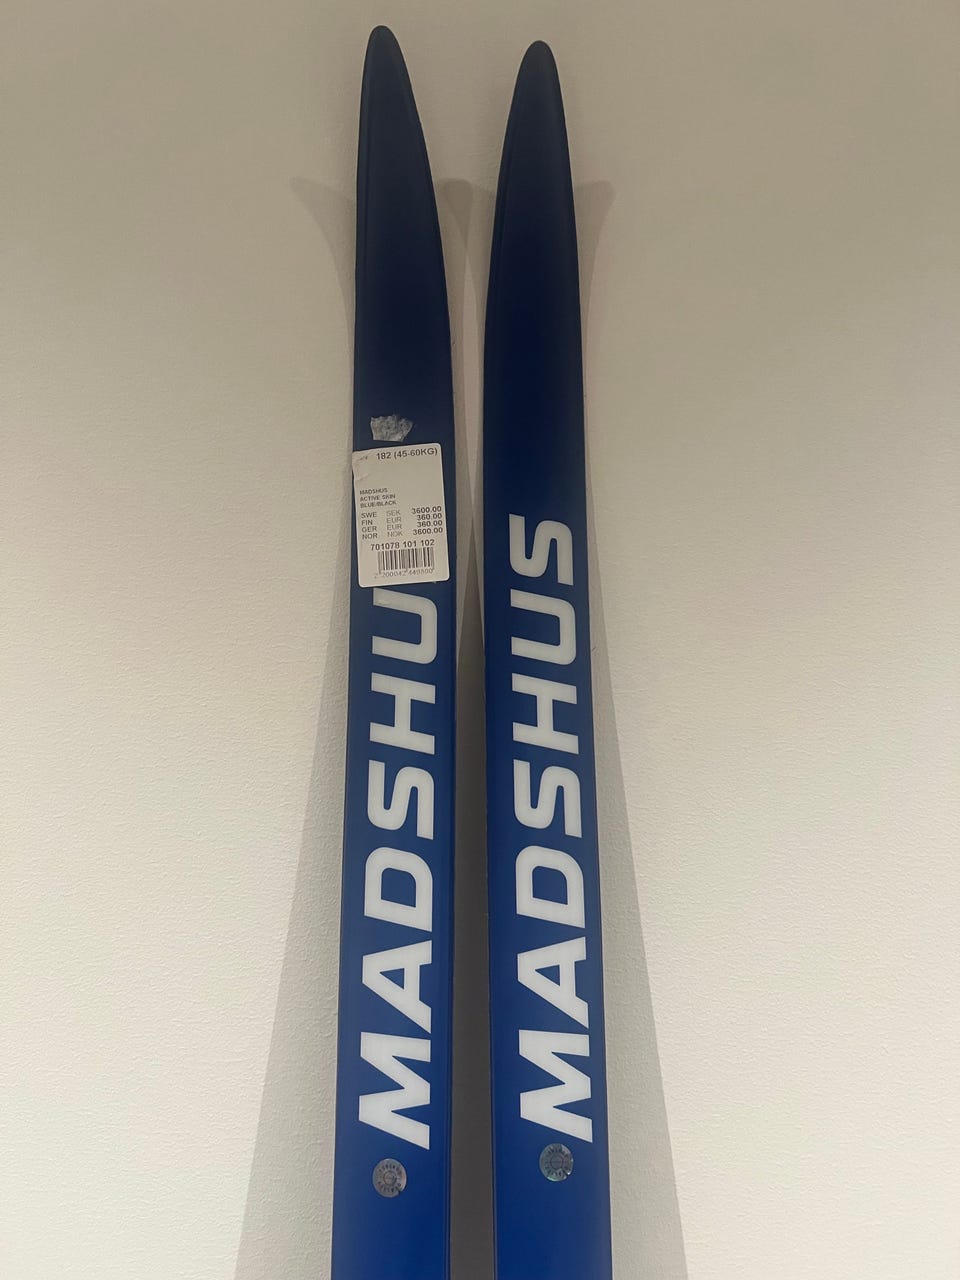 182 (45-60KG)
MADSHUS
ACTIVE SKIN
BLUE/BLACK
SWE SEK 3600.00
FIN EUR 360.00
GER EUR 360.00
NOR NOK 3600.00
701078 101 102
MADSHU
MADSHUS